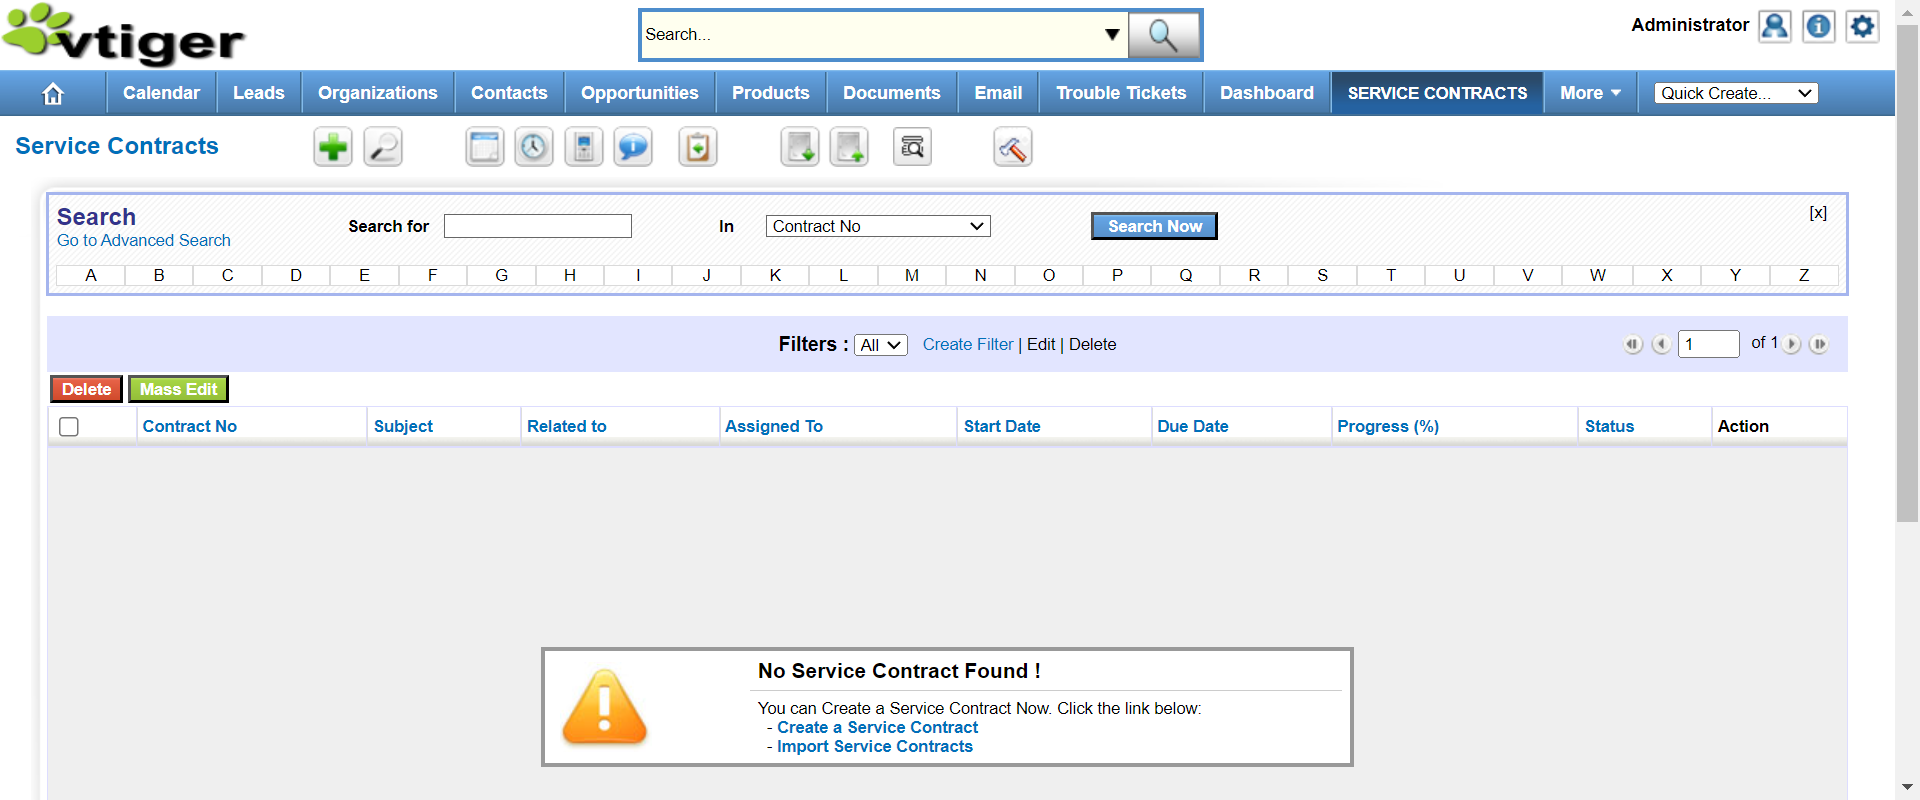 vtiger
Search...
Administrator
Calendar Leads Organizations Contacts Opportunities Products Documents Email Trouble Tickets Dashboard SERVICE CONTRACTS More Quick Create...
Service Contracts
Search
Go to Advanced Search
Search for
In Contract No
Search Now
[x]
A B C D E F G H I J K L M N O P Q R S T U V W X Y Z
Filters : All Create Filter | Edit | Delete
1 of 1
Delete Mass Edit
Contract No Subject Related to Assigned To Start Date Due Date Progress (%) Status Action
No Service Contract Found !
You can Create a Service Contract Now. Click the link below:
- Create a Service Contract
- Import Service Contracts